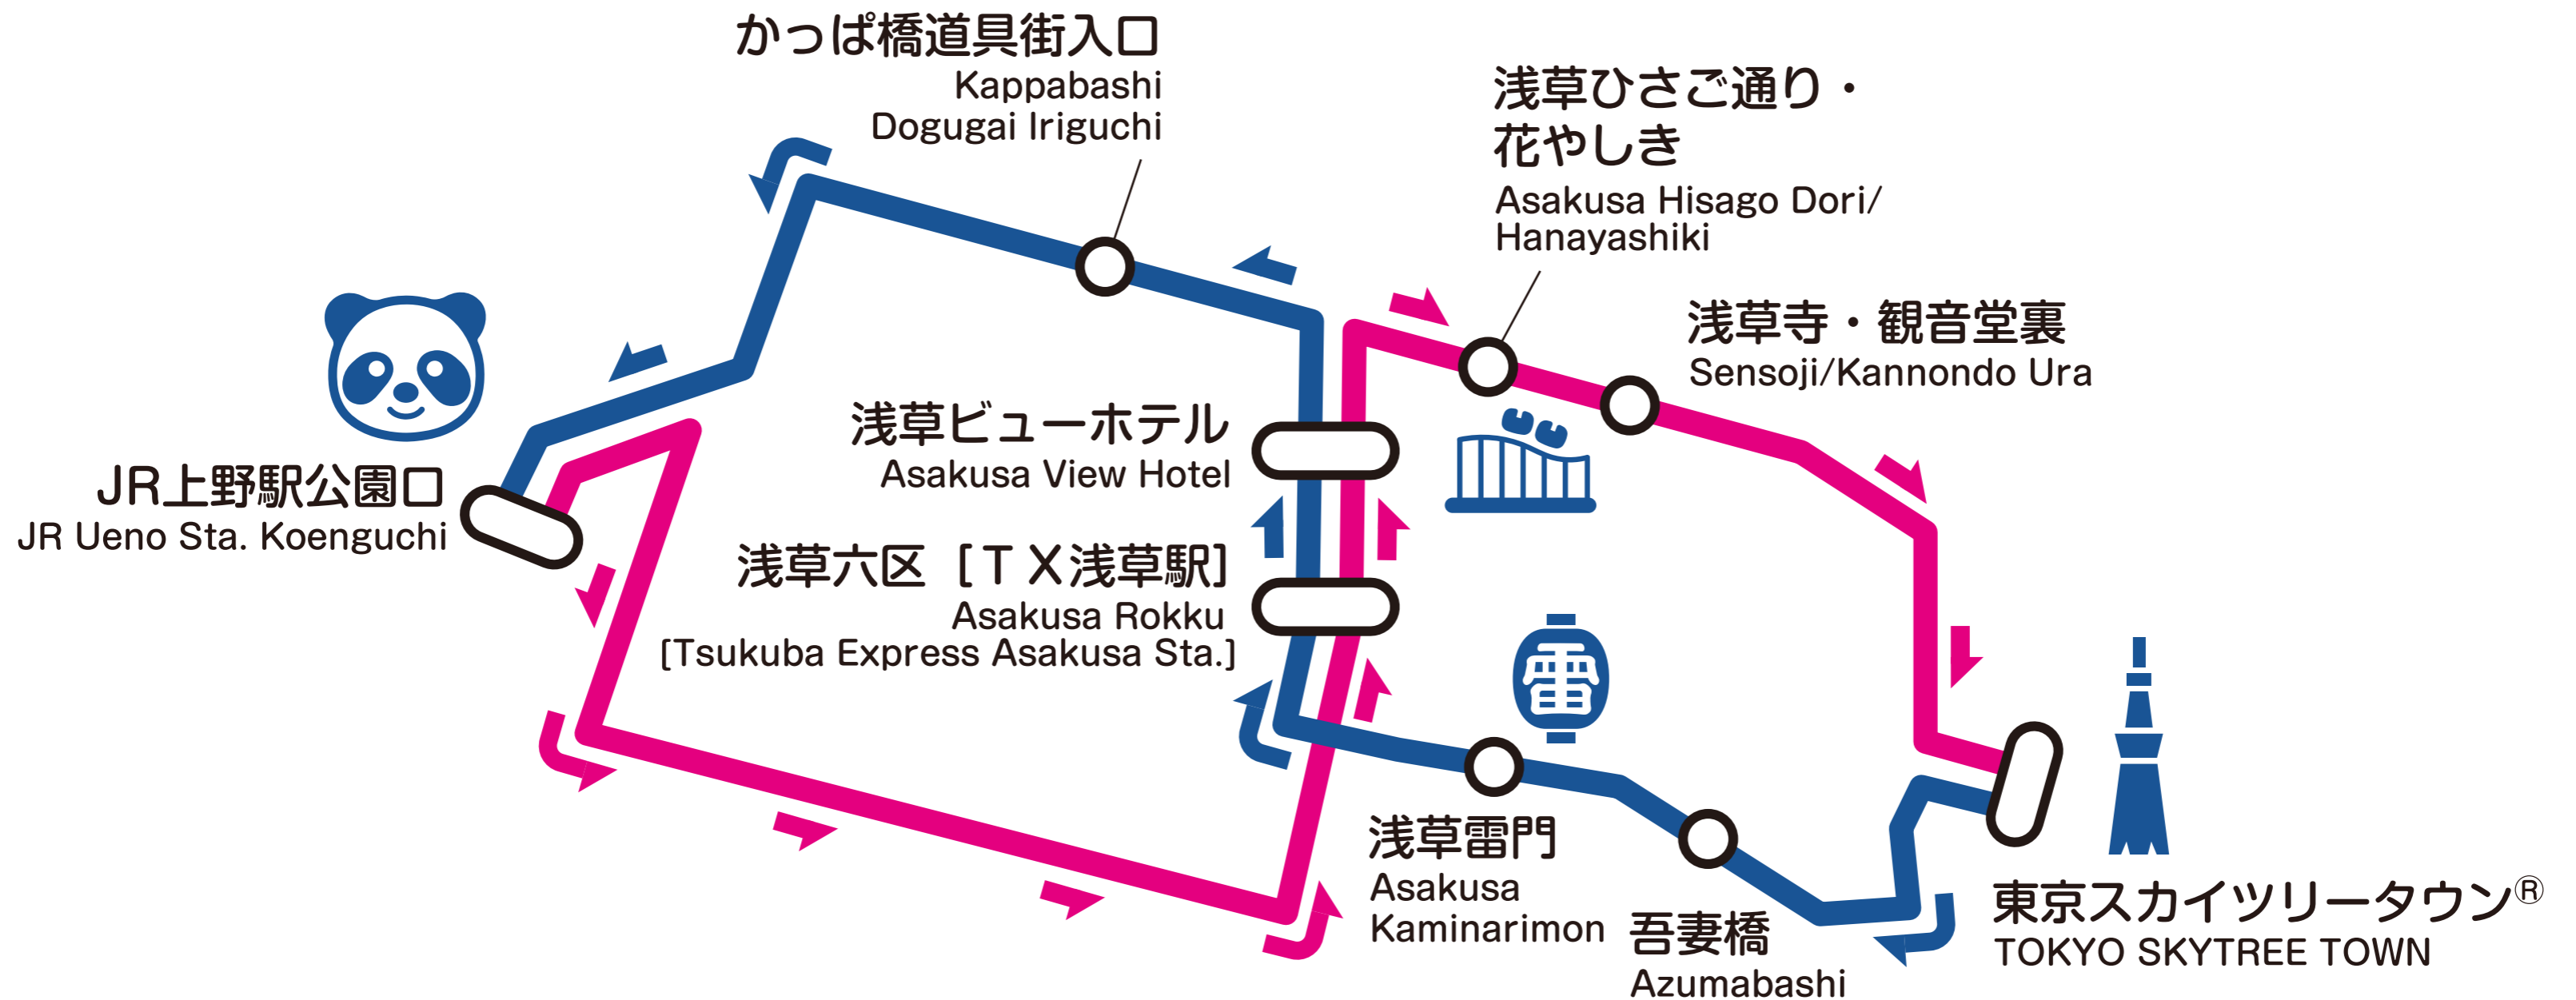 かっぱ橋道具街入口
Kappabashi
Dogugai Iriguchi
浅草ひさご通り・
花やしき
Asakusa Hisago Dori/
Hanayashiki
浅草寺・観音堂裏
Sensoji/Kannondo Ura
浅草ビューホテル
Asakusa View Hotel
JR上野駅公園口
JR Ueno Sta. Koenguchi
浅草六区［ＴＸ浅草駅］
Asakusa Rokku
[Tsukuba Express Asakusa Sta.]
雷
浅草雷門
Asakusa
Kaminarimon
吾妻橋
Azumabashi
東京スカイツリータウン®
TOKYO SKYTREE TOWN